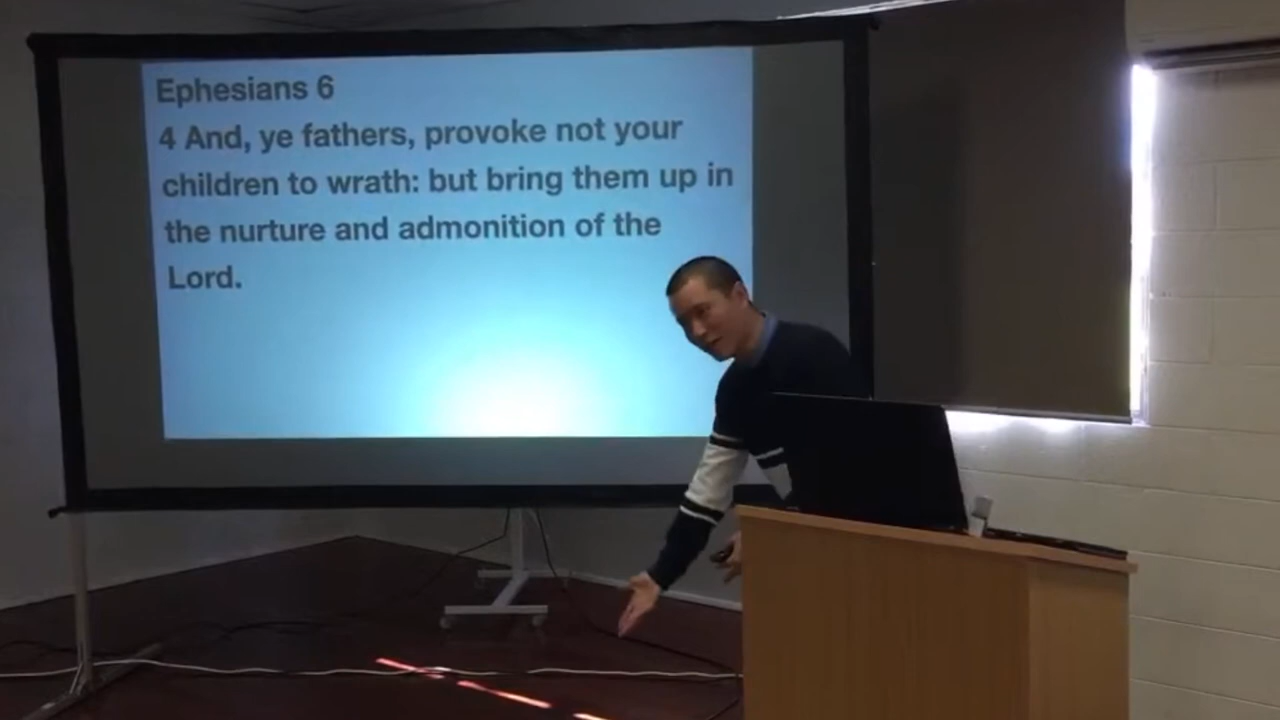 Ephesians 6
4 And, ye fathers, provoke not your
children to wrath: but bring them up in
the nurture and admonition of the
Lord.